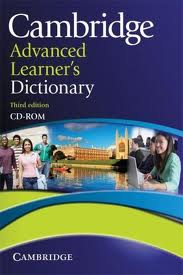 Cambridge
Advanced Learner's
Dictionary
Third edition
CD-ROM
CAMBRIDGE